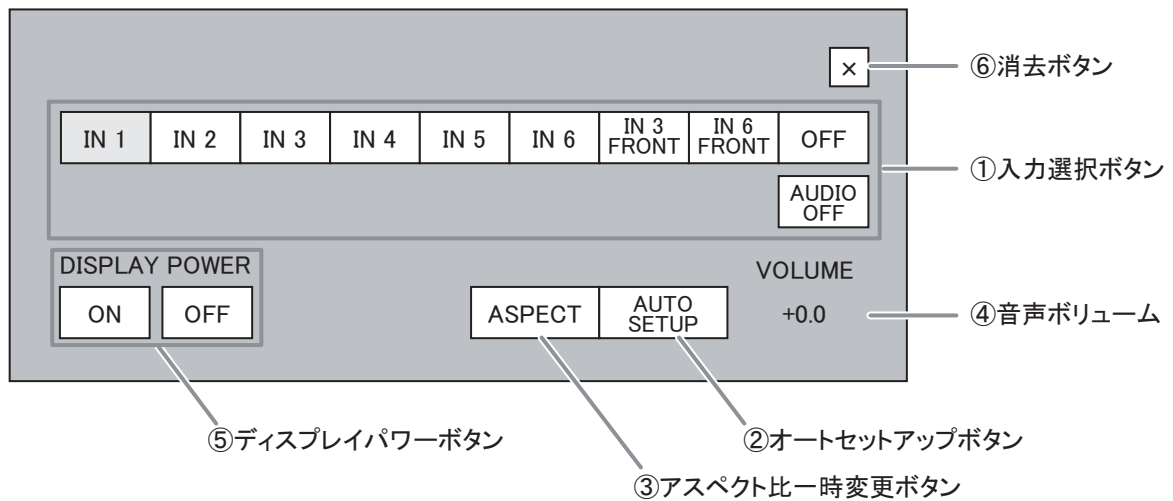 ×
⑥消去ボタン
IN 1
IN 2
IN 3
IN 4
IN 5
IN 6
IN 3
FRONT
IN 6
FRONT
OFF
①入力選択ボタン
AUDIO
OFF
DISPLAY POWER
ON
OFF
ASPECT
AUTO
SETUP
VOLUME
+0.0
④音声ボリューム
⑤ディスプレイパワーボタン
②オートセットアップボタン
③アスペクト比一時変更ボタン